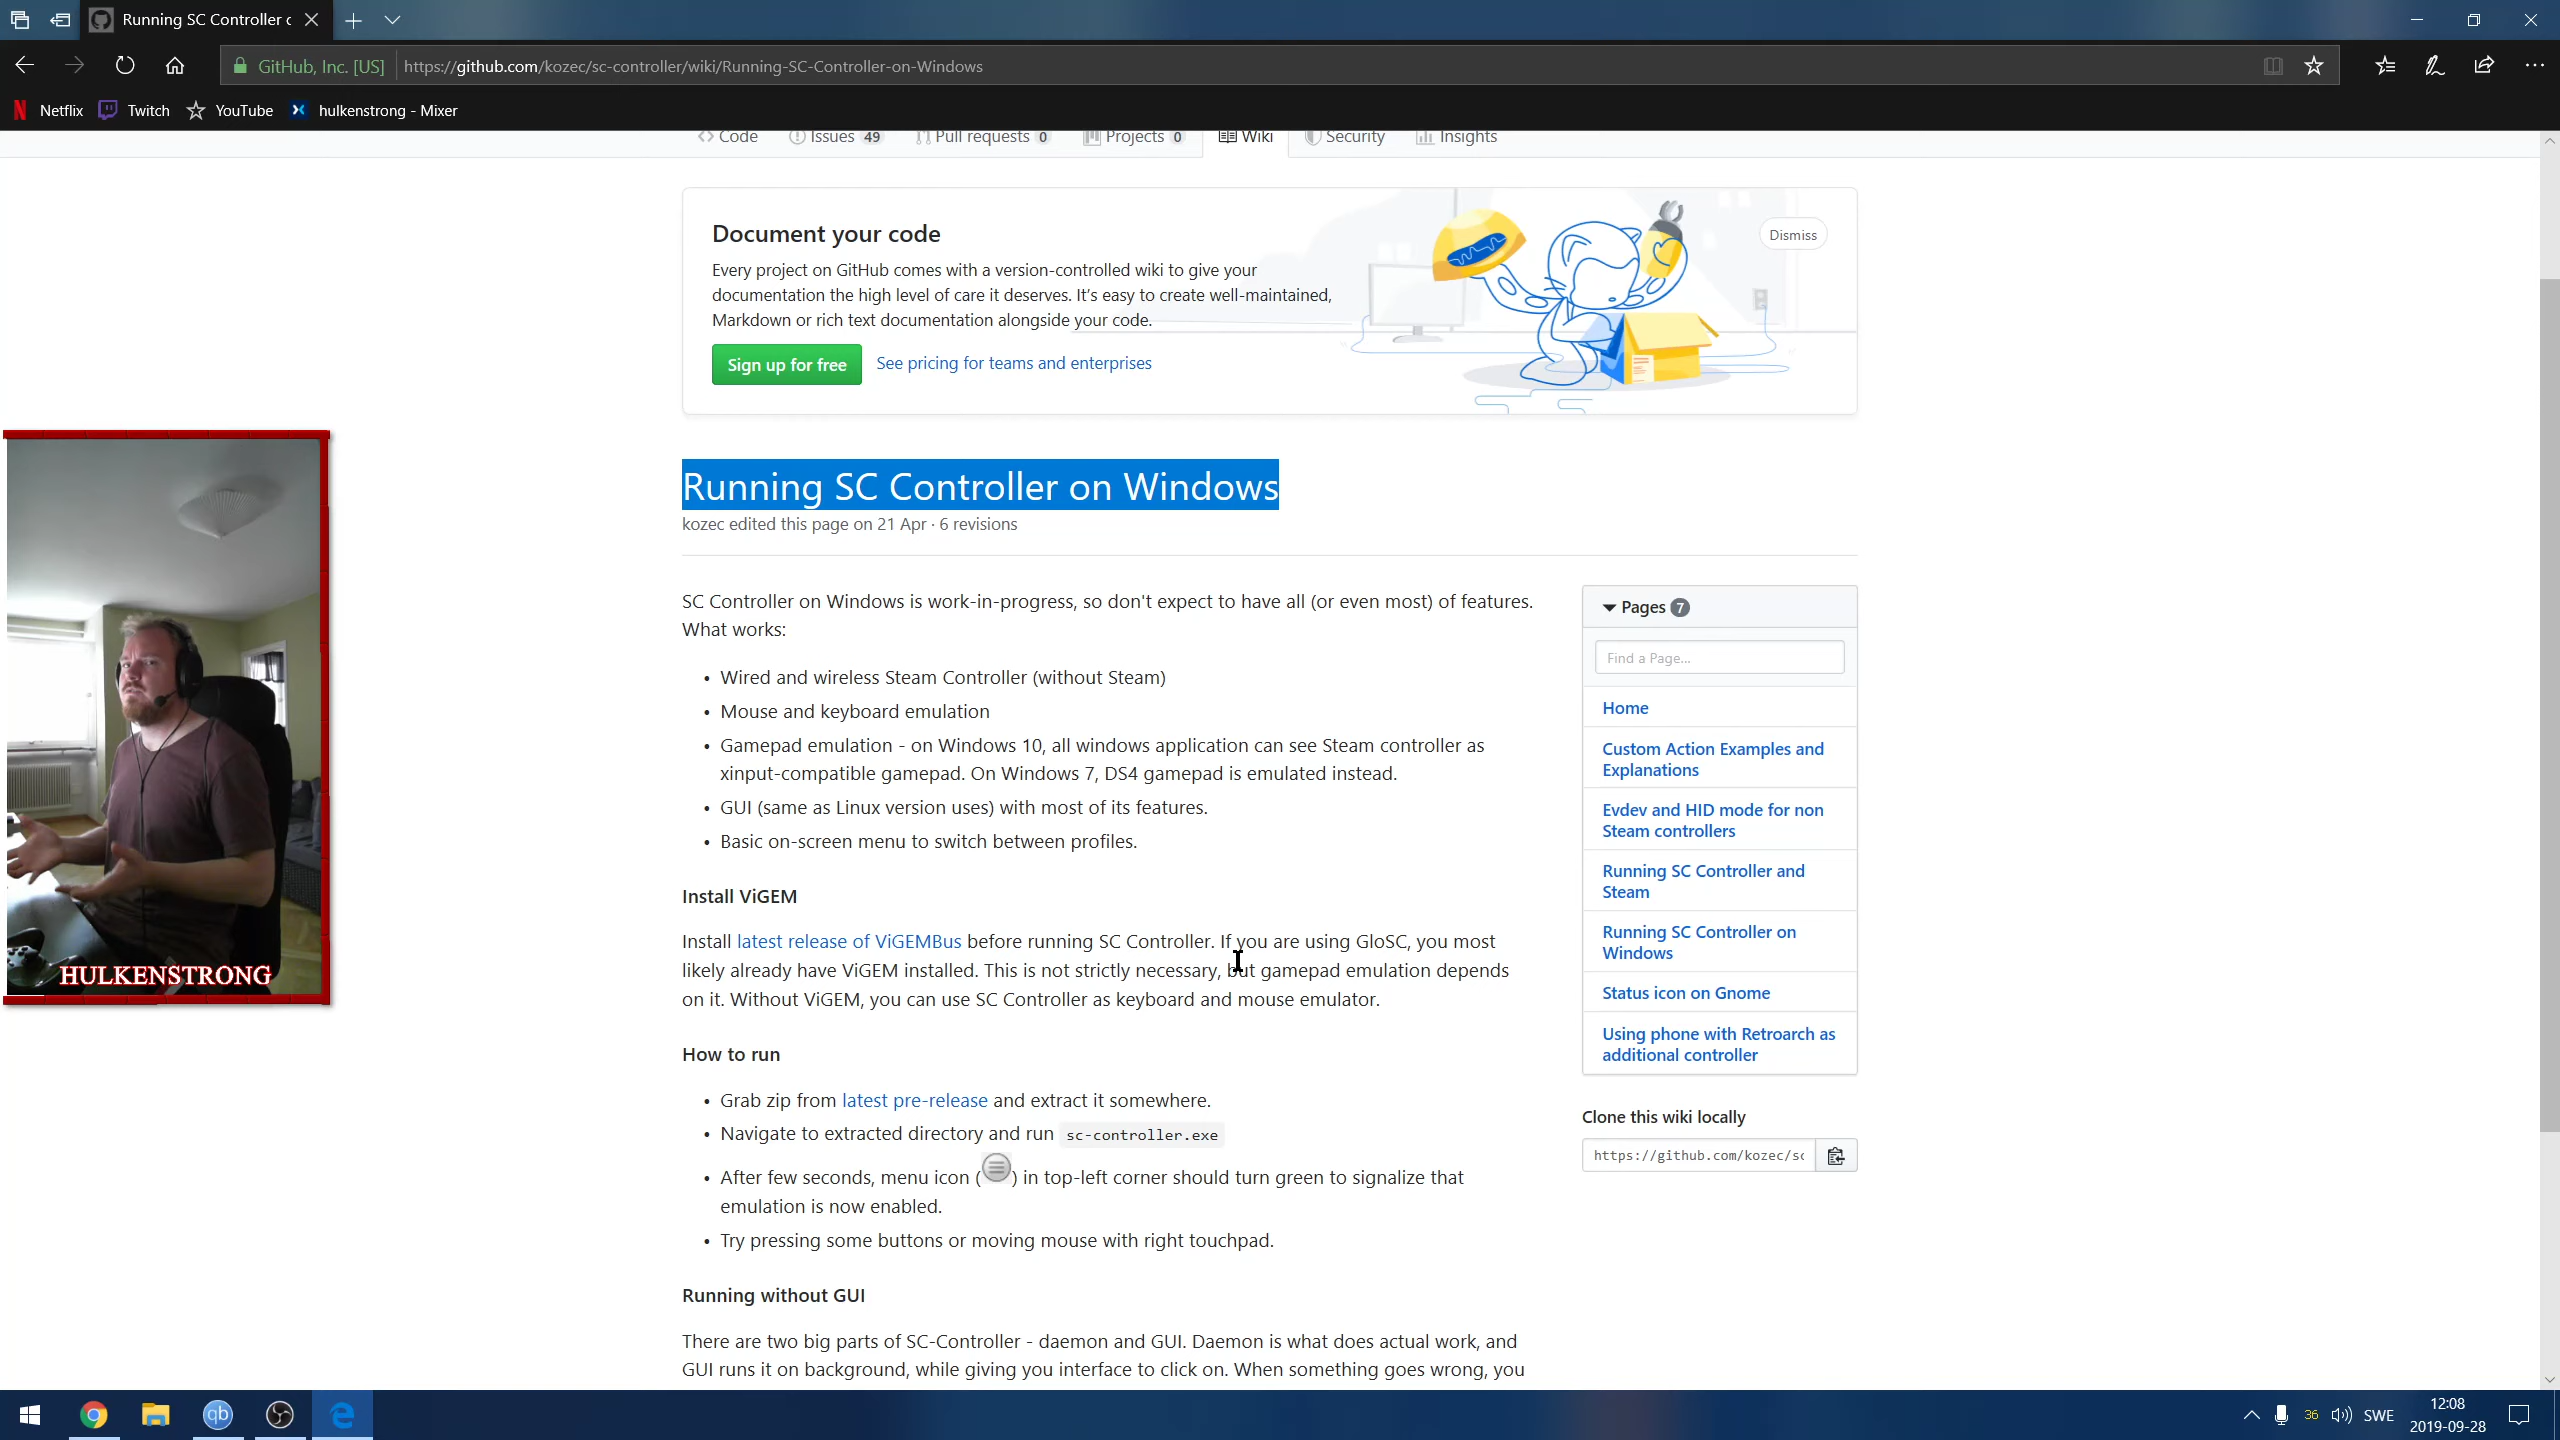 Running SC Controller c
GitHub, Inc. [US]
https://github.com/kozec/sc-controller/wiki/Running-SC-Controller-on-Windows
Netflix
Twitch
YouTube
hulkenstrong - Mixer
Code
Issues 49
Pull requests 0
Projects 0
Wiki
Security
Insights
Document your code
Dismiss
Every project on GitHub comes with a version-controlled wiki to give your
documentation the high level of care it deserves. It's easy to create well-maintained,
Markdown or rich text documentation alongside your code.
Sign up for free
See pricing for teams and enterprises
Running SC Controller on Windows
kozec edited this page on 21 Apr · 6 revisions
SC Controller on Windows is work-in-progress, so don't expect to have all (or even most) of features.
What works:
• Wired and wireless Steam Controller (without Steam)
• Mouse and keyboard emulation
• Gamepad emulation - on Windows 10, all windows application can see Steam controller as
xinput-compatible gamepad. On Windows 7, DS4 gamepad is emulated instead.
• GUI (same as Linux version uses) with most of its features.
• Basic on-screen menu to switch between profiles.
Install ViGEM
Install latest release of ViGEMBus before running SC Controller. If you are using GloSC, you most
likely already have ViGEM installed. This is not strictly necessary, but gamepad emulation depends
on it. Without ViGEM, you can use SC Controller as keyboard and mouse emulator.
How to run
• Grab zip from latest pre-release and extract it somewhere.
• Navigate to extracted directory and run sc-controller.exe
• After few seconds, menu icon ( ) in top-left corner should turn green to signalize that
emulation is now enabled.
• Try pressing some buttons or moving mouse with right touchpad.
Running without GUI
There are two big parts of SC-Controller - daemon and GUI. Daemon is what does actual work, and
GUI runs it on background, while giving you interface to click on. When something goes wrong, you
Pages 7
Find a Page...
Home
Custom Action Examples and
Explanations
Evdev and HID mode for non
Steam controllers
Running SC Controller and
Steam
Running SC Controller on
Windows
Status icon on Gnome
Using phone with Retroarch as
additional controller
Clone this wiki locally
https://github.com/kozec/sc
HULKENSTRONG
qb
36
SWE
12:08
2019-09-28